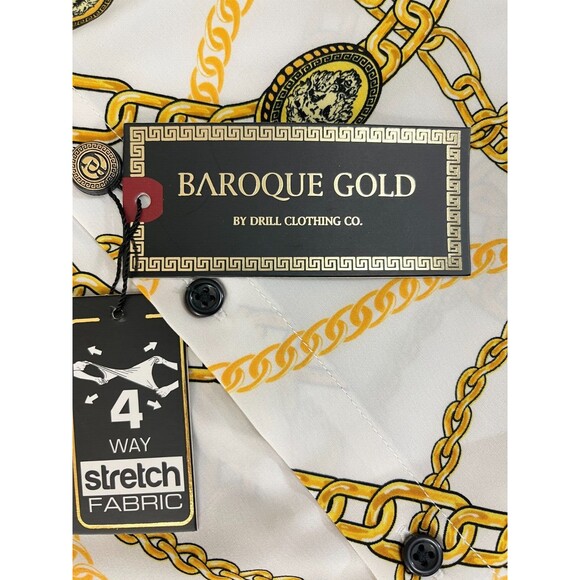 BAROQUE GOLD
BY DRILL CLOTHING CO.
4
WAY
stretch
FABRIC